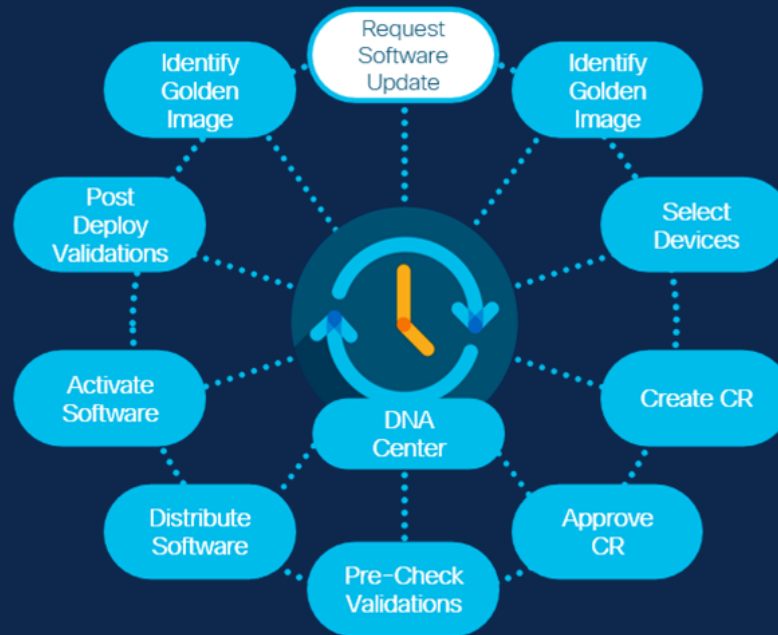 Request
Software
Update
Identify
Golden
Image
Select
Devices
Create CR
Approve
CR
Pre-Check
Validations
Distribute
Software
Activate
Software
Post
Deploy
Validations
Identify
Golden
Image
DNA
Center